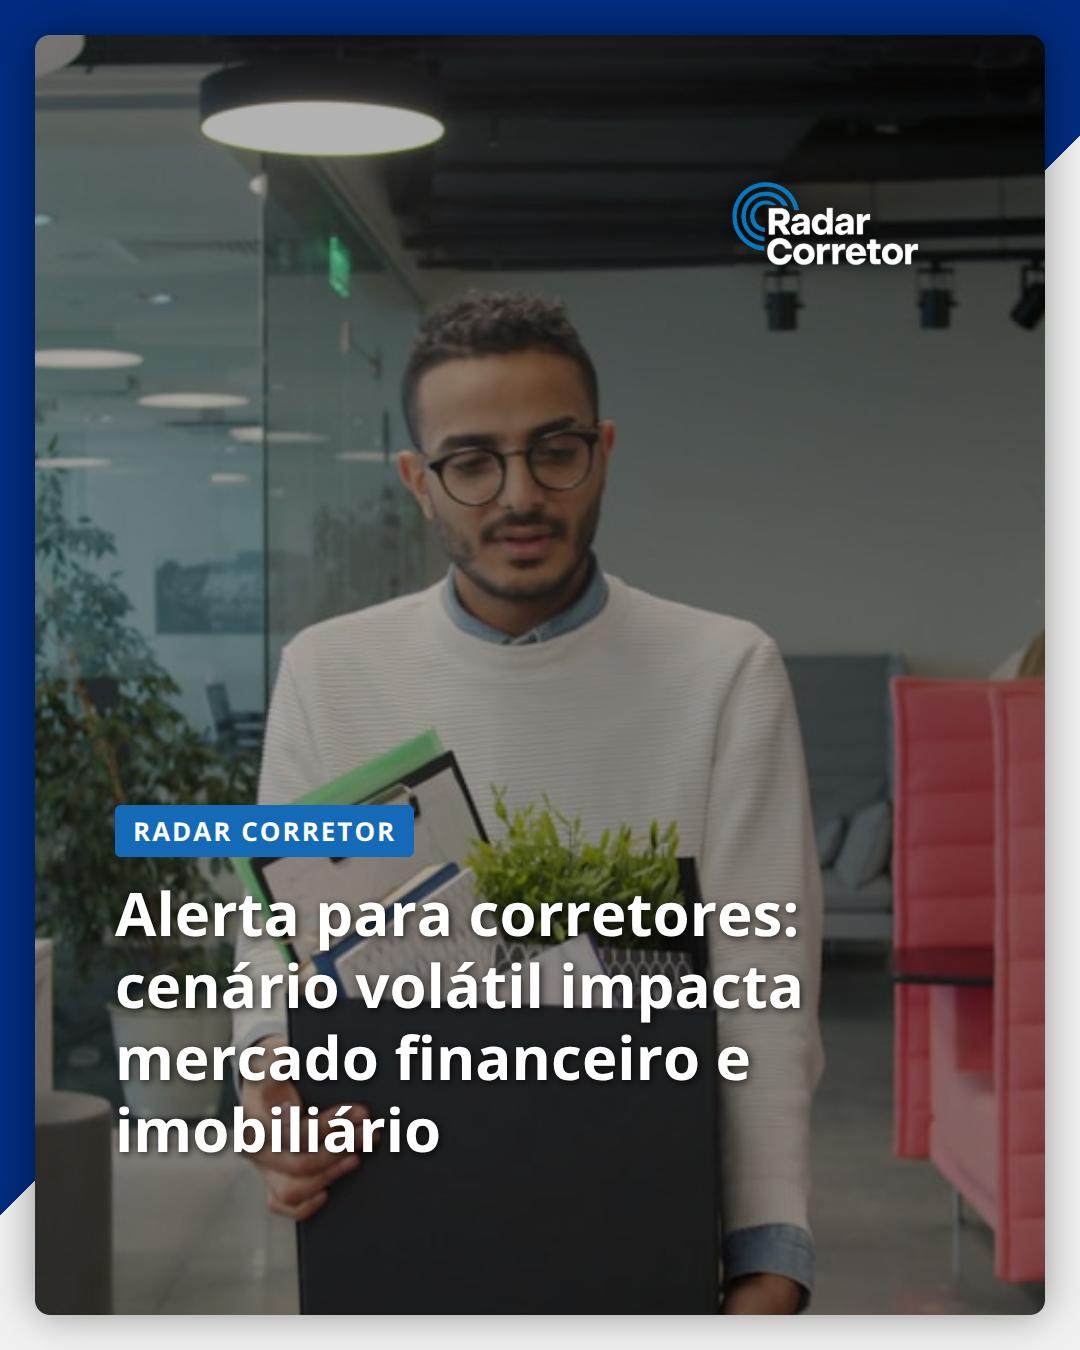 Radar
Corretor
RADAR CORRETOR
Alerta para corretores:
cenário volátil impacta
mercado financeiro e
imobiliário